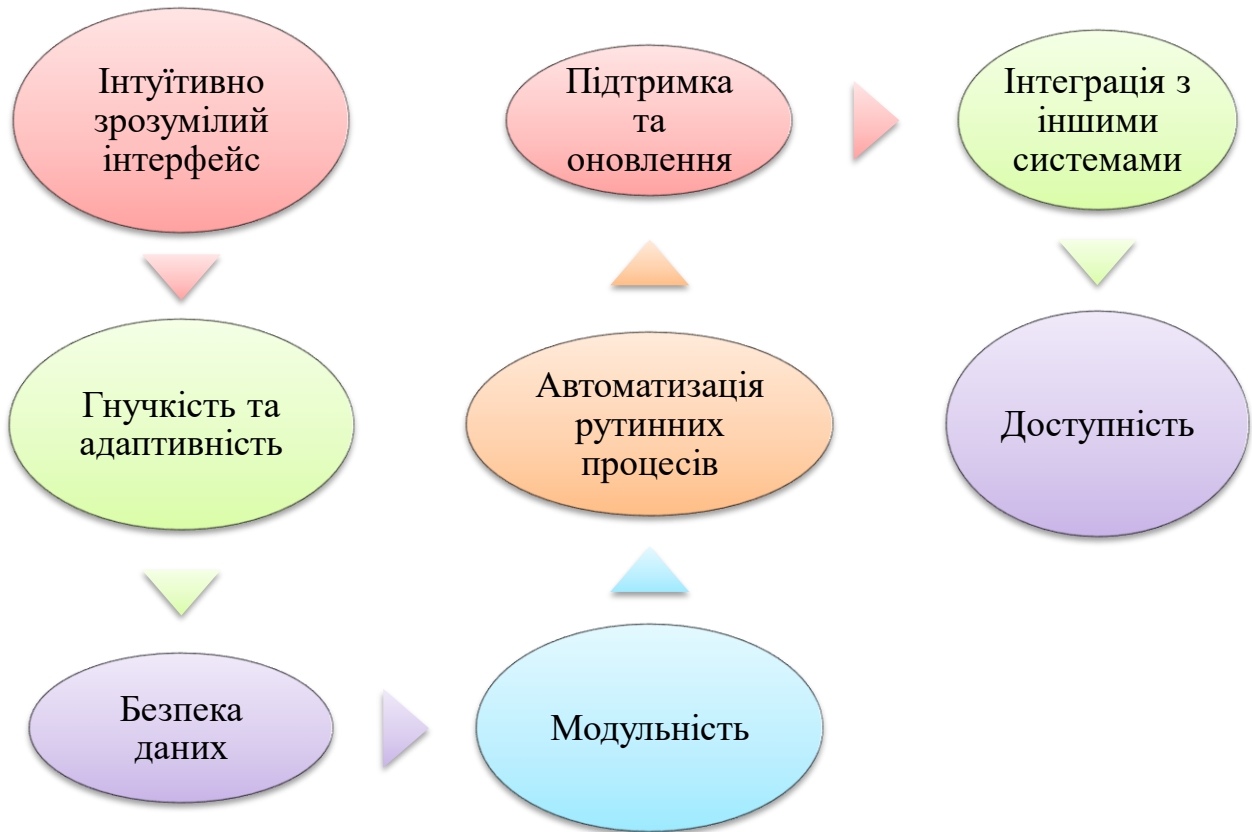 Інтуїтивно
зрозумілий
інтерфейс
Гнучкість та
адаптивність
Безпека
даних
Модульність
Автоматизація
рутинних
процесів
Підтримка
та
оновлення
Інтеграція з
іншими
системами
Доступність